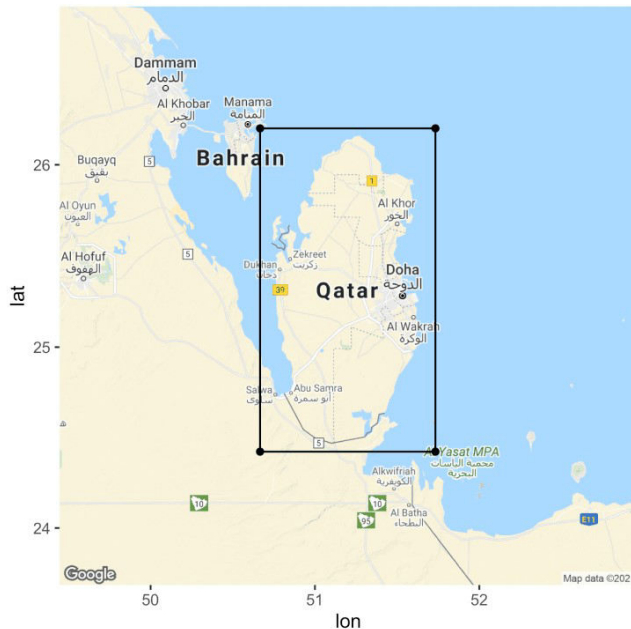 Dammam
الدمام
Al Khobar
الخبر
Manama
المنامة
26
Buqayq
بقيق
5
Bahrain
1
Al Oyun
العيون
Al Khor
الخور
5
Al Hofuf
الهفوف
Dukhan
دخان
Zekreet
زكريت
Doha
الدوحة
39
Qatar
Al Wakrah
الوكرة
lat
25
Salwa
سلوى
Abu Samra
أبو سمرة
5
Al Yasat MPA
محمية الياسات
البحرية
Alkwifriah
الكويفرية
10
10
Al Batha
البطحاء
95
E11
24
Google
Map data ©202
50
51
52
lon